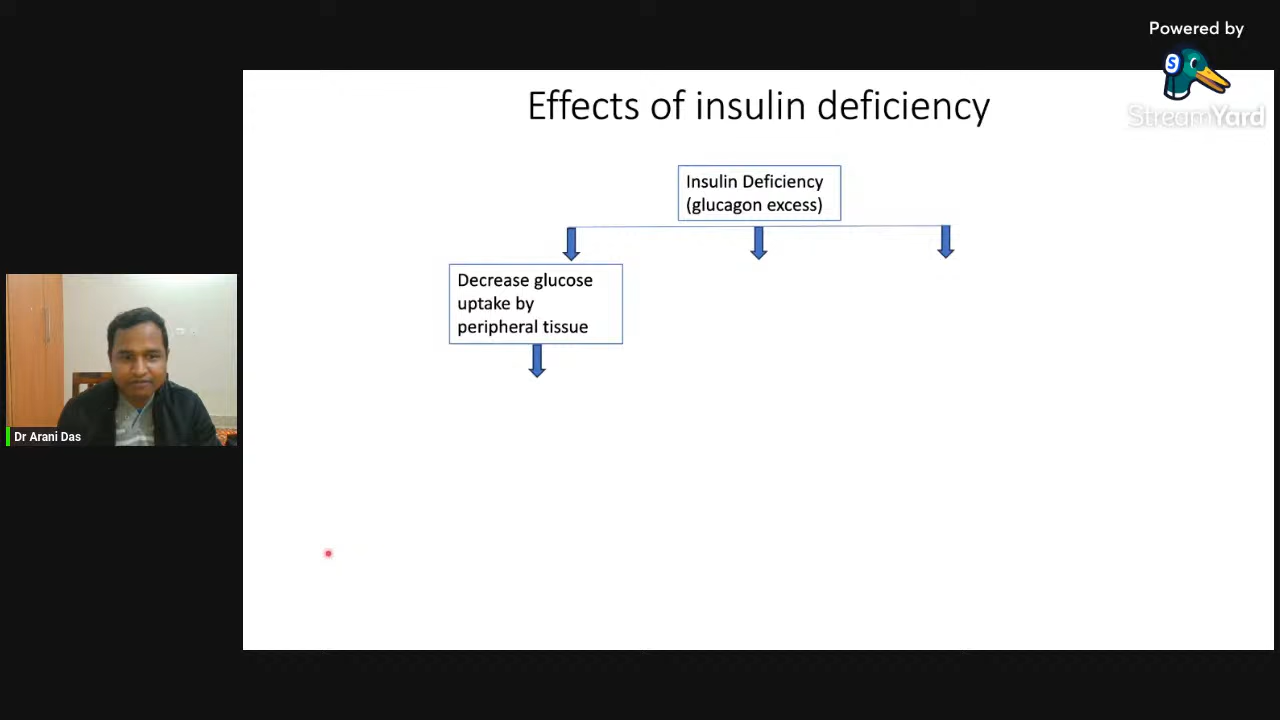 Powered by
StreamYard
Effects of insulin deficiency
Insulin Deficiency
(glucagon excess)
Decrease glucose
uptake by
peripheral tissue
Dr Arani Das